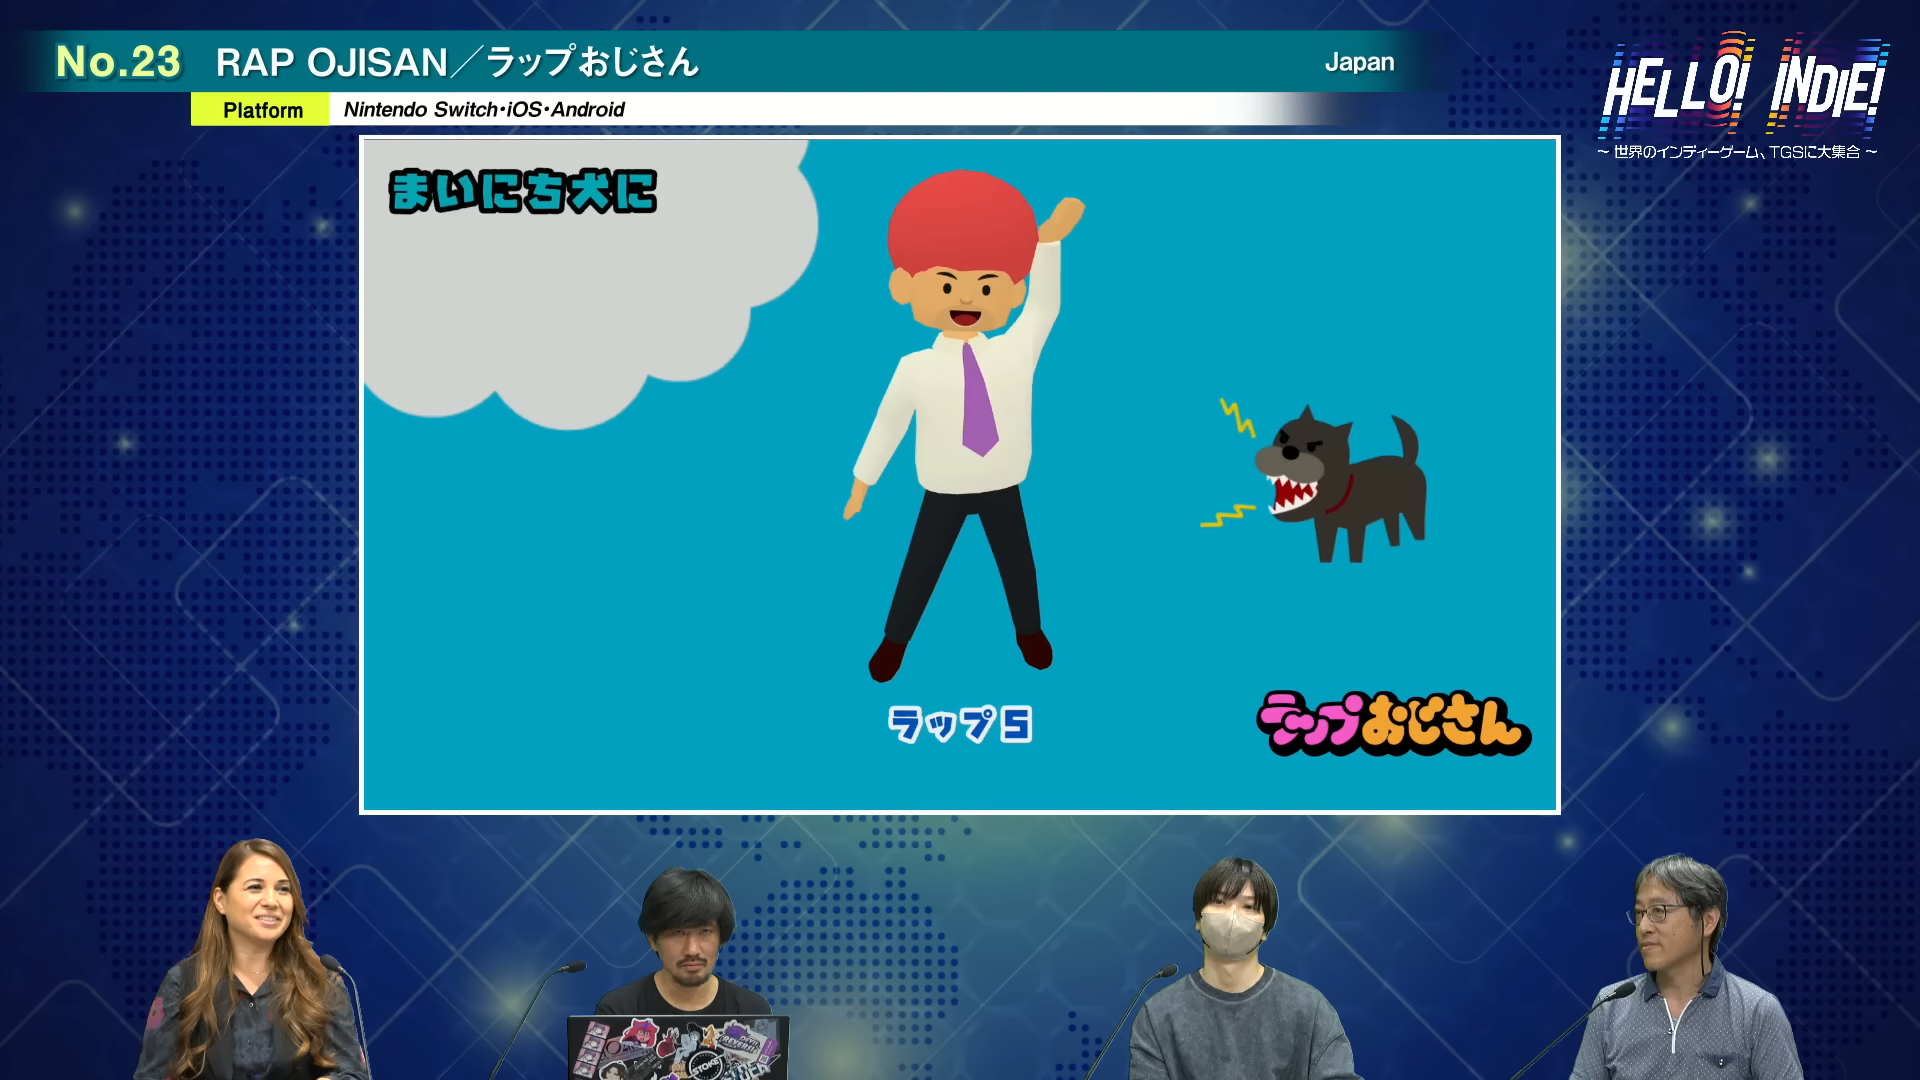 No.23 RAP OJISAN／ラップおじさん Japan
Platform Nintendo Switch・iOS・Android
HELLO! INDIE!
～ 世界のインディーゲーム、TGSに大集合 ～
まいにち犬に
ラップ5
ラップおじさん
STOKE